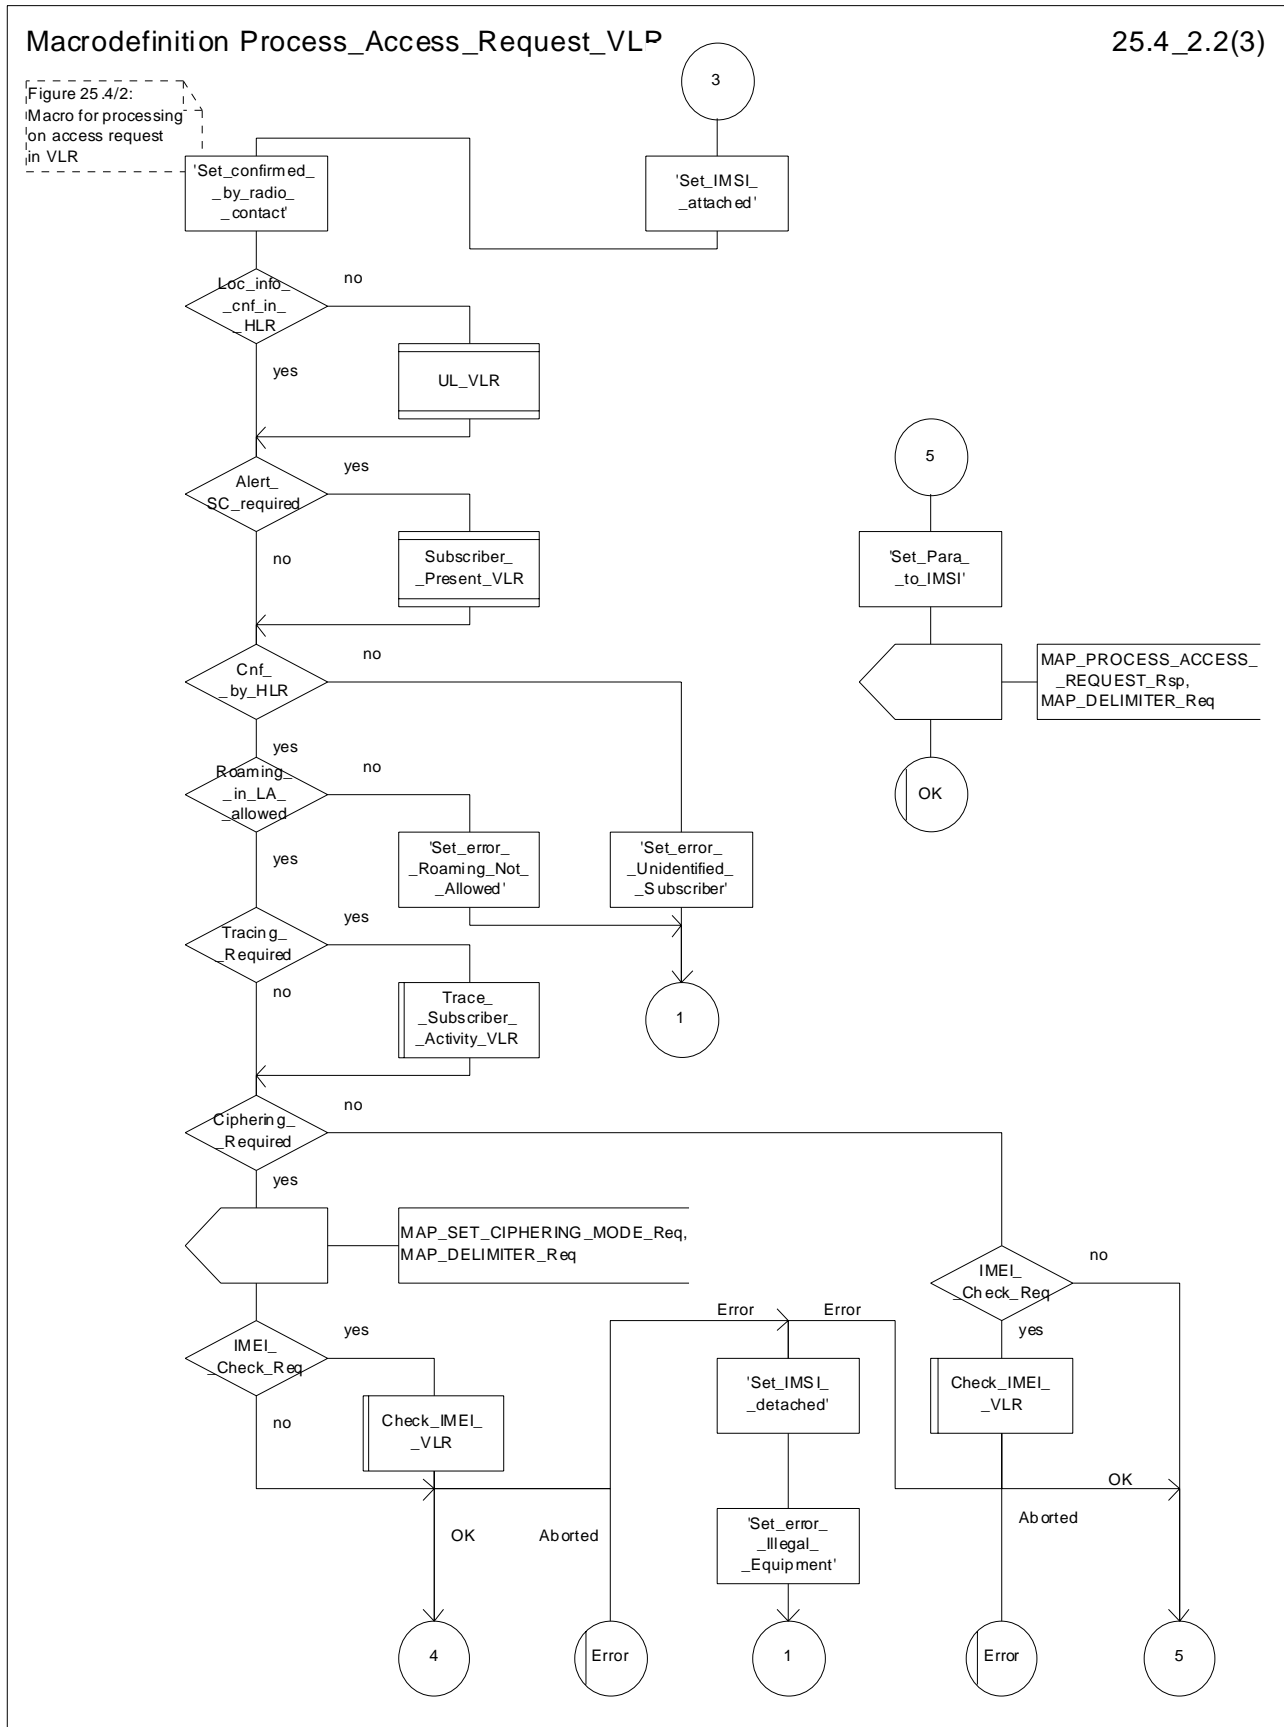 Macrodefinition Process_Access_Request_VLR
25.4_2.2(3)
Figure 25.4/2:
Macro for processing
on access request
in VLR
3
'Set_confirmed_
_by_radio_
_contact'
'Set_IMSI_
_attached'
Loc_info_
_cnf_in_
_HLR
no
yes
UL_VLR
Alert_
SC_required
yes
no
Subscriber_
_Present_VLR
5
'Set_Para_
_to_IMSI'
MAP_PROCESS_ACCESS_
_REQUEST_Rsp,
MAP_DELIMITER_Req
OK
Cnf_
_by_HLR
no
yes
Roaming_
_in_LA_
_allowed
no
yes
'Set_error_
_Roaming_Not_
_Allowed'
'Set_error_
_Unidentified_
_Subscriber'
Tracing_
_Required
yes
no
Trace_
_Subscriber_
_Activity_VLR
1
Ciphering_
_Required
no
yes
MAP_SET_CIPHERING_MODE_Req,
MAP_DELIMITER_Req
IMEI_
_Check_Req
no
yes
Error
Error
IMEI_
_Check_Req
yes
no
Check_IMEI_
_VLR
'Set_IMSI_
_detached'
Check_IMEI_
_VLR
OK
Aborted
'Set_error_
_Illegal_
_Equipment'
OK
Aborted
4
Error
1
Error
5